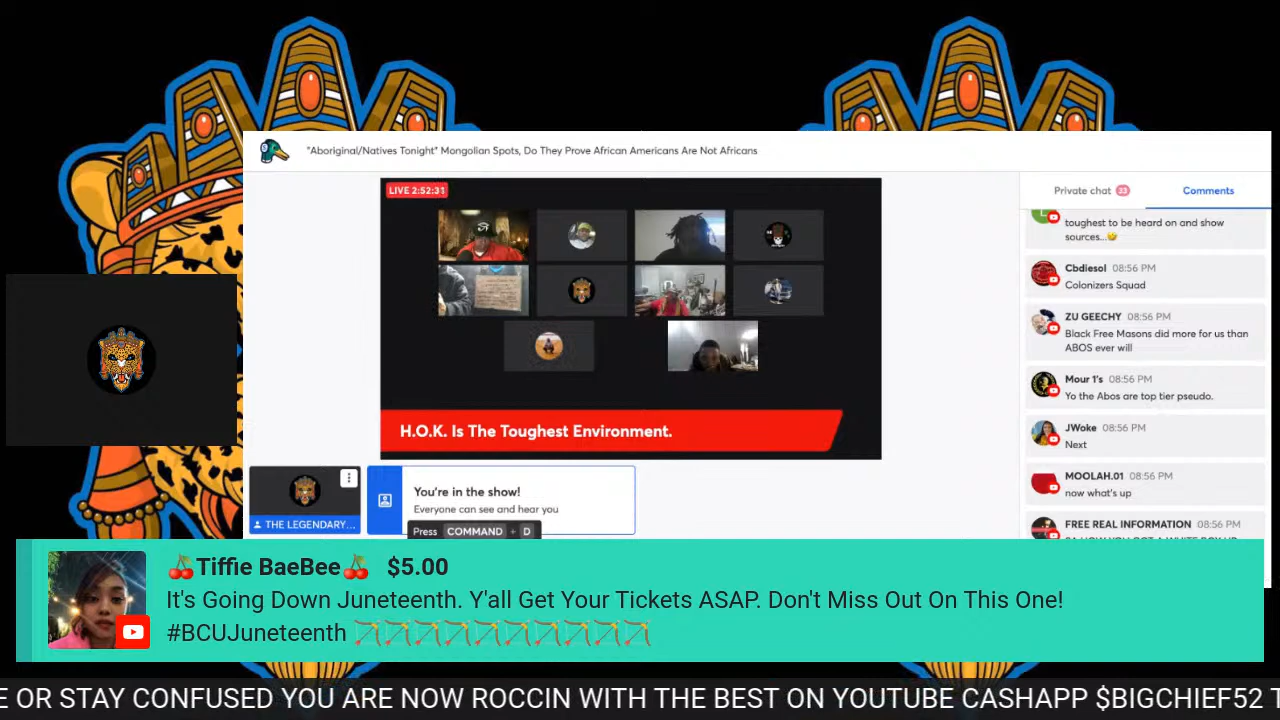 "Aboriginal/Natives Tonight" Mongolian Spots, Do They Prove African Americans Are Not Africans
LIVE 2:52:31
H.O.K. Is The Toughest Environment.
THE LEGENDARY...
You're in the show!
Everyone can see and hear you
Press COMMAND + D
Private chat 33
Comments
toughest to be heard on and show
sources...🤣
Cbdiesol 08:56 PM
Colonizers Squad
ZU GEECHY 08:56 PM
Black Free Masons did more for us than
ABOS ever will
Mour 1's 08:56 PM
Yo the Abos are top tier pseudo.
JWoke 08:56 PM
Next
MOOLAH.01 08:56 PM
now what's up
FREE REAL INFORMATION 08:56 PM
🍒Tiffie BaeBee🍒 $5.00
It's Going Down Juneteenth. Y'all Get Your Tickets ASAP. Don't Miss Out On This One!
#BCUJuneteenth 🏹🏹🏹🏹🏹🏹🏹🏹🏹🏹
E OR STAY CONFUSED YOU ARE NOW ROCCIN WITH THE BEST ON YOUTUBE CASHAPP $BIGCHIEF52 T